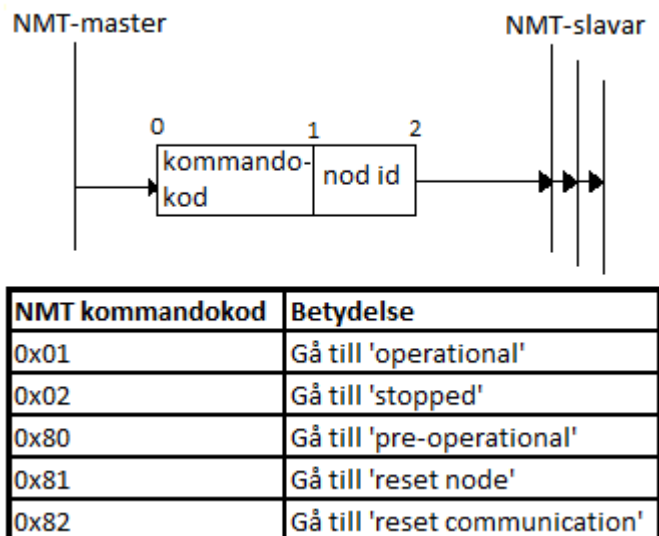 NMT-master
NMT-slavar
0 1 2
kommando-
kod
nod id
NMT kommandokod Betydelse
0x01 Gå till 'operational'
0x02 Gå till 'stopped'
0x80 Gå till 'pre-operational'
0x81 Gå till 'reset node'
0x82 Gå till 'reset communication'